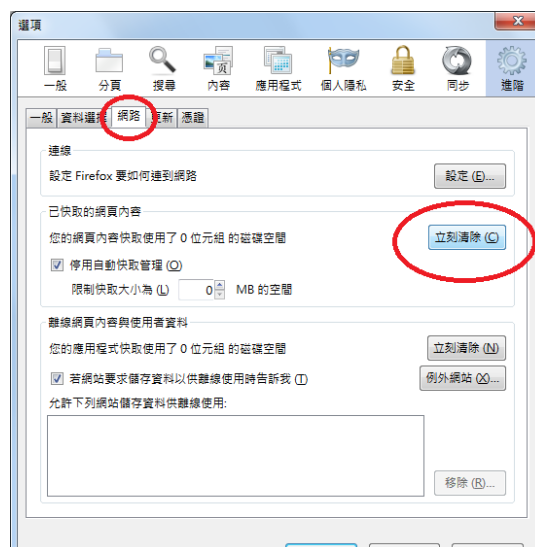 選項
一般 分頁 搜尋 內容 應用程式 個人隱私 安全 同步 進階
一般 資料選擇 網路 更新 憑證
連線
設定 Firefox 要如何連到網路 設定 (E)...
已快取的網頁內容
您的網頁內容快取使用了 0 位元組 的磁碟空間 立刻清除 (C)
停用自動快取管理 (O)
限制快取大小為 (L) 0 MB 的空間
離線網頁內容與使用者資料
您的應用程式快取使用了 0 位元組 的磁碟空間 立刻清除 (N)
若網站要求儲存資料以供離線使用時告訴我 (T) 例外網站 (X)...
允許下列網站儲存資料供離線使用:
移除 (R)...